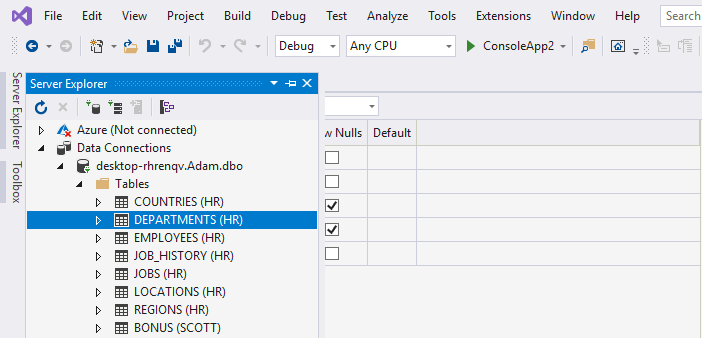 File Edit View Project Build Debug Test Analyze Tools Extensions Window Help Search
Debug Any CPU ConsoleApp2
Server Explorer
Toolbox
Server Explorer
w Nulls Default
Azure (Not connected)
Data Connections
desktop-rhrenqv.Adam.dbo
Tables
COUNTRIES (HR)
DEPARTMENTS (HR)
EMPLOYEES (HR)
JOB_HISTORY (HR)
JOBS (HR)
LOCATIONS (HR)
REGIONS (HR)
BONUS (SCOTT)